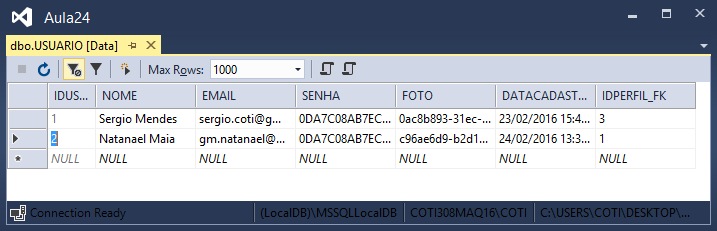 Aula24
dbo.USUARIO [Data]
Max Rows: 1000
IDUS... NOME EMAIL SENHA FOTO DATACADAST... IDPERFIL_FK
1 Sergio Mendes sergio.coti@g... 0DA7C08AB7EC... 0ac8b893-31ec-... 23/02/2016 15:4... 3
2 Natanael Maia gm.natanael@... 0DA7C08AB7EC... c96ae6d9-b2d1... 24/02/2016 13:3... 1
NULL NULL NULL NULL NULL NULL NULL
Connection Ready (LocalDB)\MSSQLLocalDB COTI308MAQ16\COTI C:\USERS\COTI\DESKTOP\...